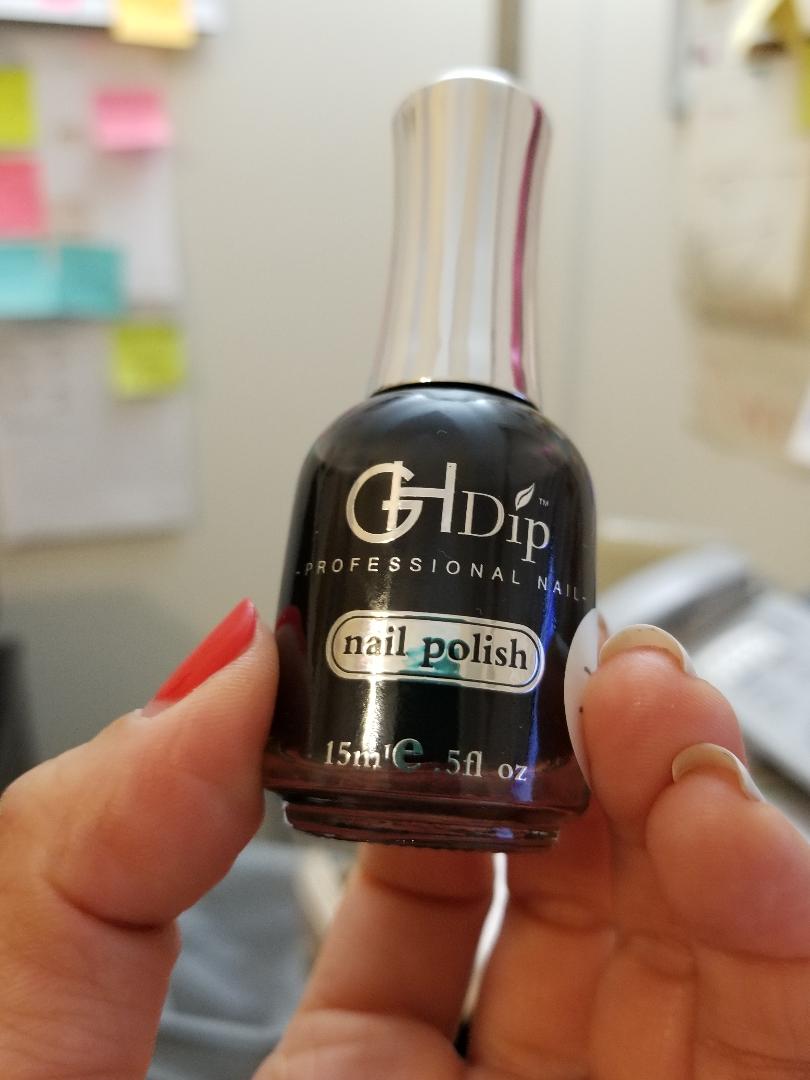 GHDip™
-PROFESSIONAL NAIL-
nail polish
15ml e .5fl oz